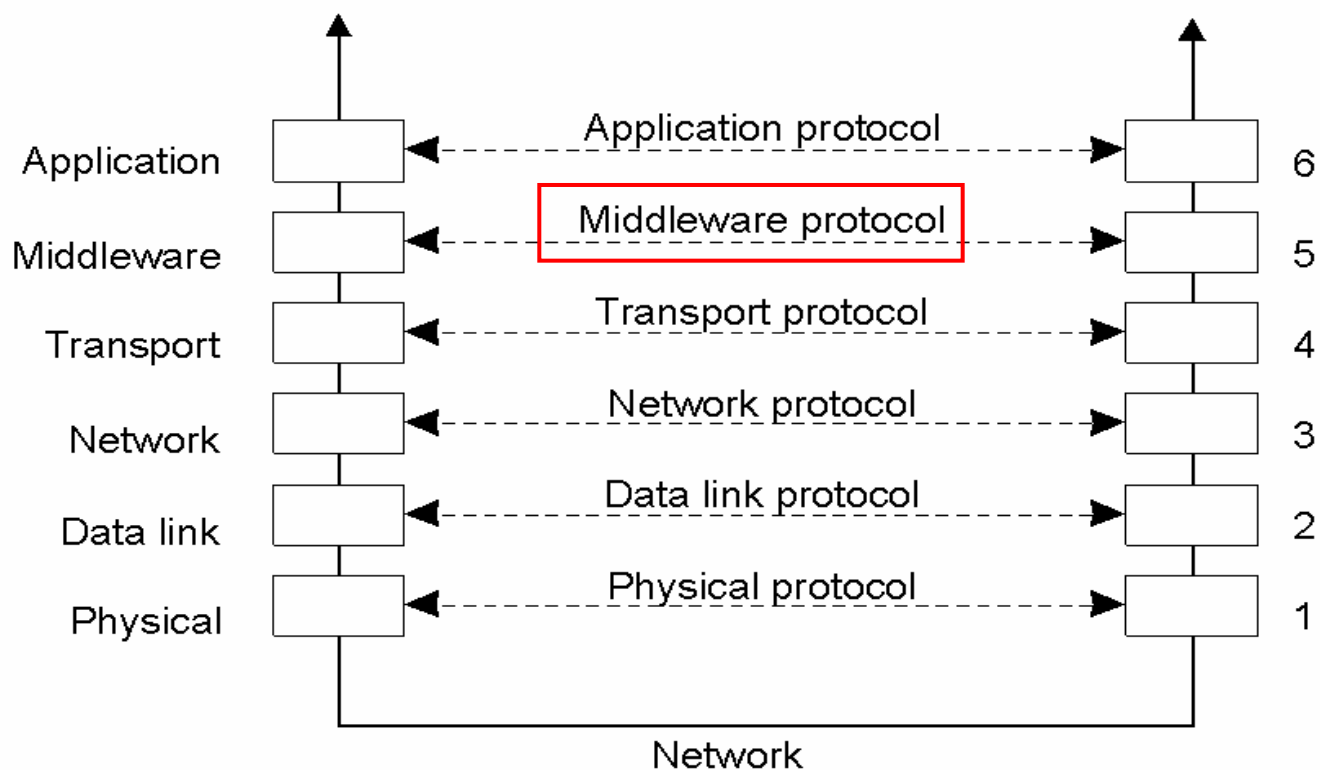 Application protocol
Application
6
Middleware protocol
Middleware
5
Transport protocol
Transport
4
Network protocol
Network
3
Data link protocol
Data link
2
Physical protocol
Physical
1
Network